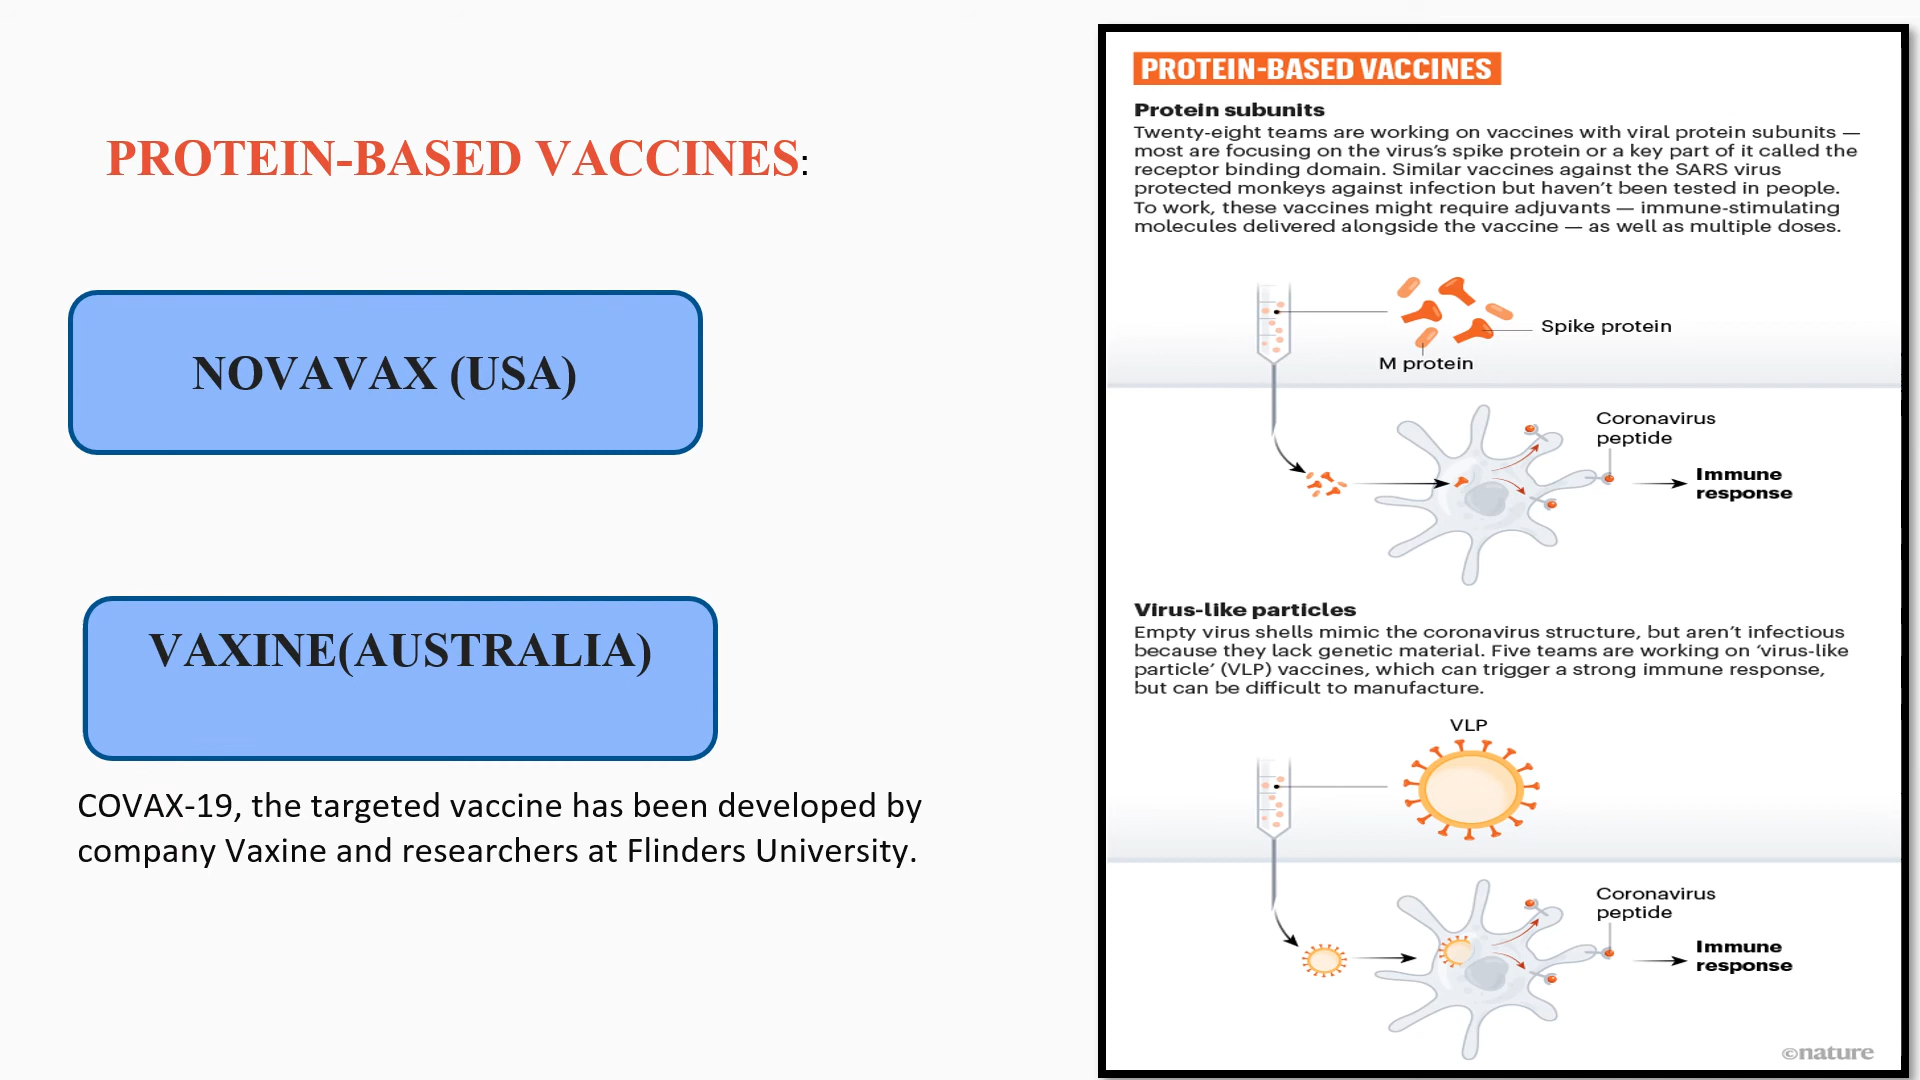 PROTEIN-BASED VACCINES:
NOVAVAX (USA)
VAXINE(AUSTRALIA)
COVAX-19, the targeted vaccine has been developed by
company Vaxine and researchers at Flinders University.
PROTEIN-BASED VACCINES
Protein subunits
Twenty-eight teams are working on vaccines with viral protein subunits —
most are focusing on the virus’s spike protein or a key part of it called the
receptor binding domain. Similar vaccines against the SARS virus
protected monkeys against infection but haven’t been tested in people.
To work, these vaccines might require adjuvants — immune-stimulating
molecules delivered alongside the vaccine — as well as multiple doses.
Spike protein
M protein
Coronavirus
peptide
Immune
response
Virus-like particles
Empty virus shells mimic the coronavirus structure, but aren’t infectious
because they lack genetic material. Five teams are working on ‘virus-like
particle’ (VLP) vaccines, which can trigger a strong immune response,
but can be difficult to manufacture.
VLP
Coronavirus
peptide
Immune
response
©nature